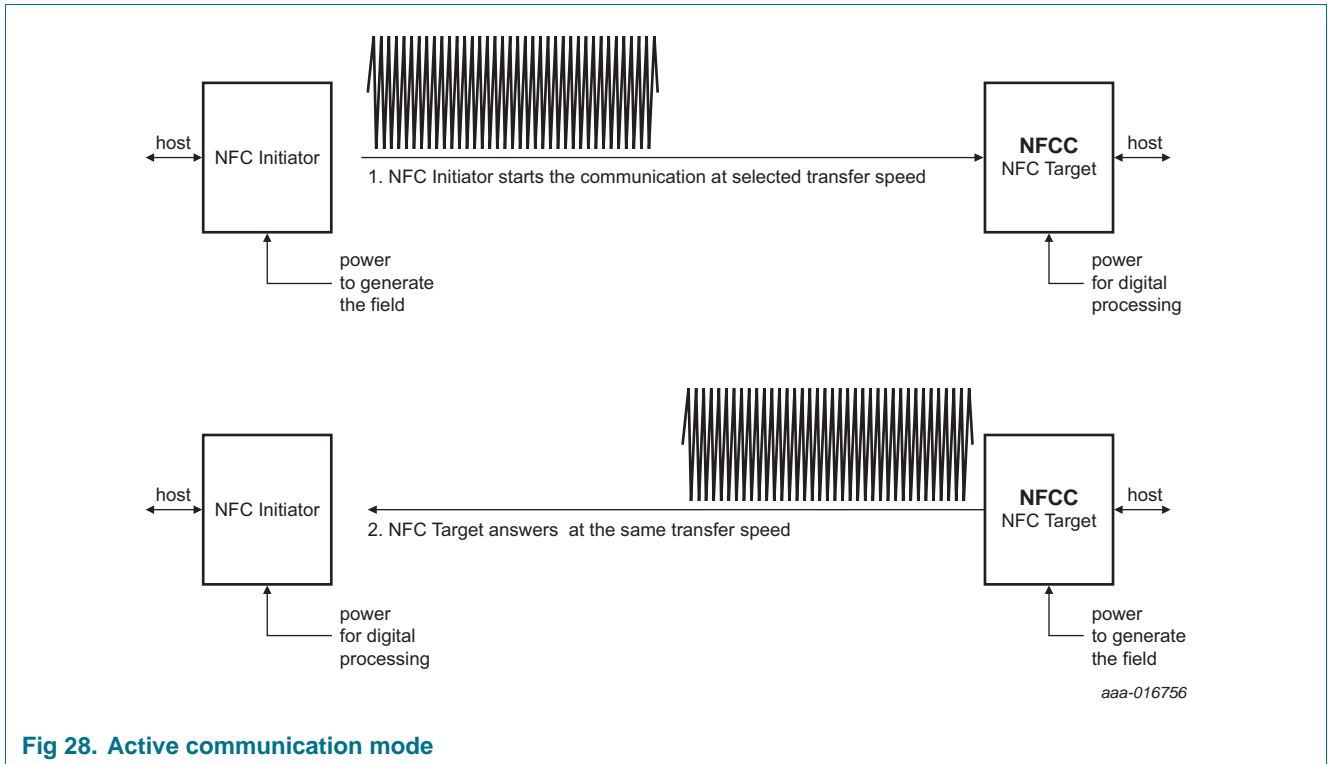 host
NFC Initiator
1. NFC Initiator starts the communication at selected transfer speed
NFCC
NFC Target
host
power
to generate
the field
power
for digital
processing
host
NFC Initiator
2. NFC Target answers at the same transfer speed
NFCC
NFC Target
host
power
for digital
processing
power
to generate
the field
aaa-016756
Fig 28. Active communication mode